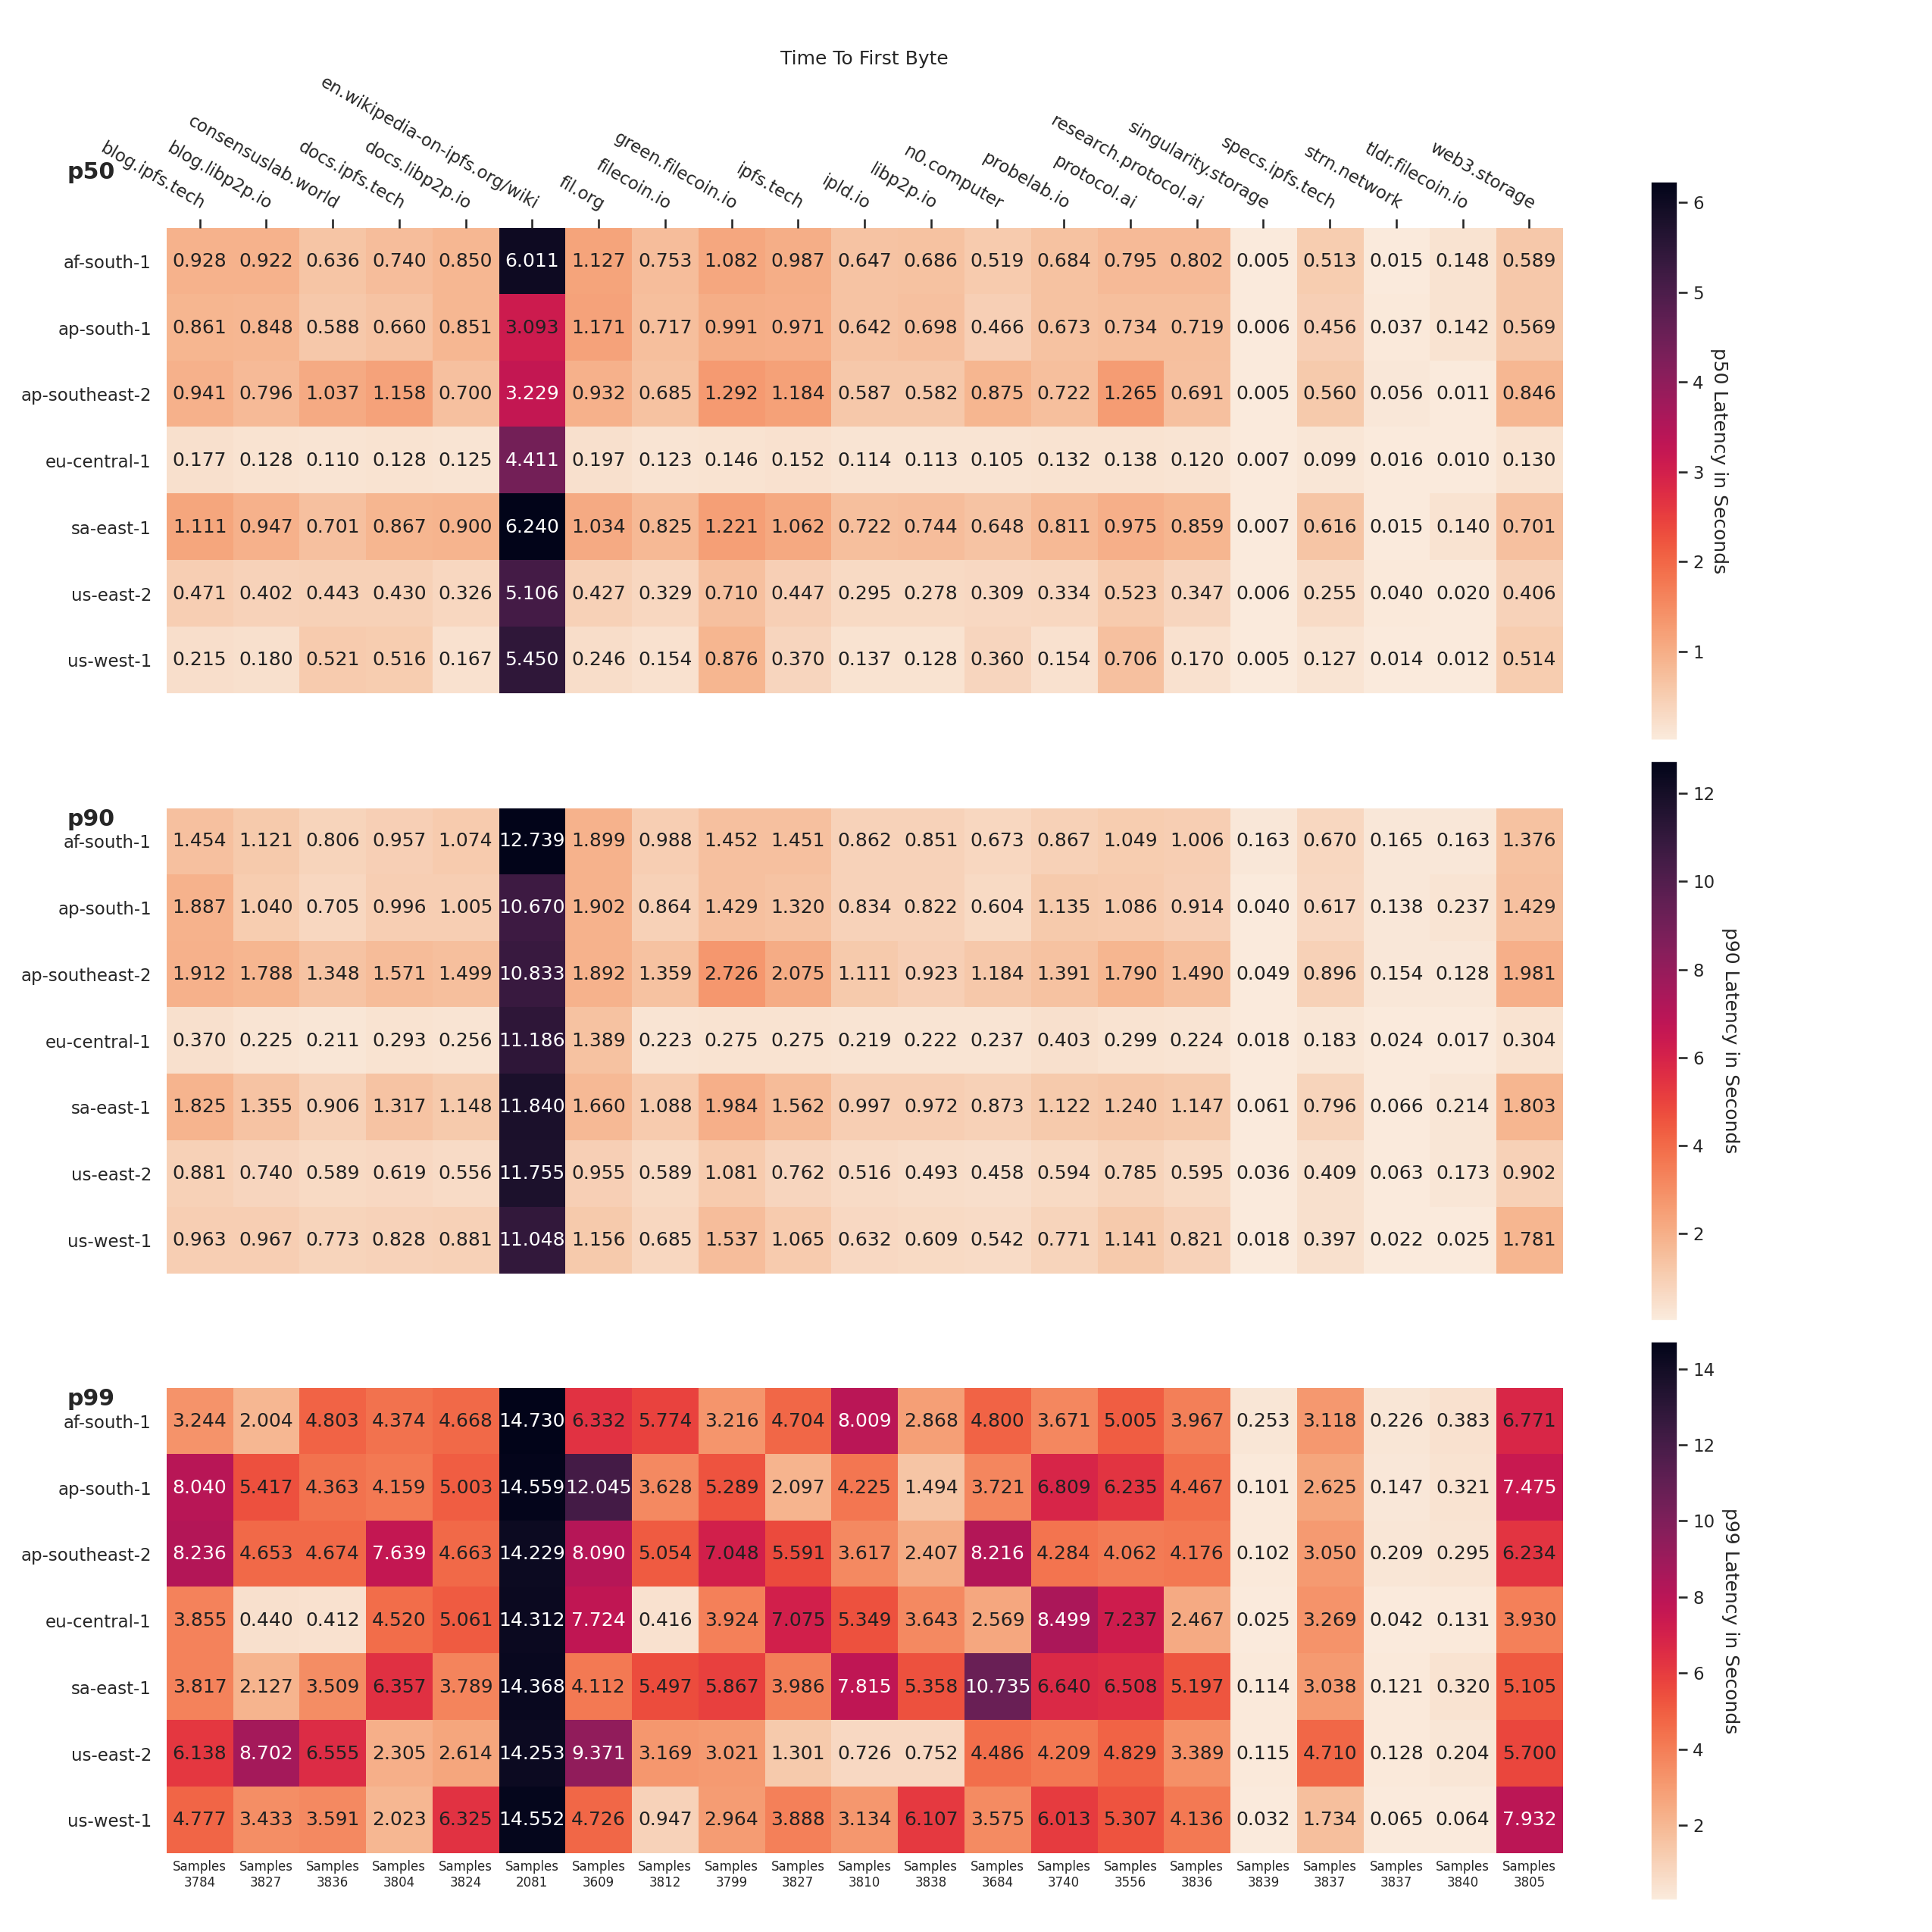 Time To First Byte
p50
blog.ipfs.tech
blog.libp2p.io
consensuslab.world
docs.ipfs.tech
docs.libp2p.io
en.wikipedia-on-ipfs.org/wiki
fil.org
filecoin.io
green.filecoin.io
ipfs.tech
ipld.io
libp2p.io
n0.computer
probelab.io
protocol.ai
research.protocol.ai
singularity.storage
specs.ipfs.tech
strn.network
tldr.filecoin.io
web3.storage
af-south-1 0.928 0.922 0.636 0.740 0.850 6.011 1.127 0.753 1.082 0.987 0.647 0.686 0.519 0.684 0.795 0.802 0.005 0.513 0.015 0.148 0.589
ap-south-1 0.861 0.848 0.588 0.660 0.851 3.093 1.171 0.717 0.991 0.971 0.642 0.698 0.466 0.673 0.734 0.719 0.006 0.456 0.037 0.142 0.569
ap-southeast-2 0.941 0.796 1.037 1.158 0.700 3.229 0.932 0.685 1.292 1.184 0.587 0.582 0.875 0.722 1.265 0.691 0.005 0.560 0.056 0.011 0.846
eu-central-1 0.177 0.128 0.110 0.128 0.125 4.411 0.197 0.123 0.146 0.152 0.114 0.113 0.105 0.132 0.138 0.120 0.007 0.099 0.016 0.010 0.130
sa-east-1 1.111 0.947 0.701 0.867 0.900 6.240 1.034 0.825 1.221 1.062 0.722 0.744 0.648 0.811 0.975 0.859 0.007 0.616 0.015 0.140 0.701
us-east-2 0.471 0.402 0.443 0.430 0.326 5.106 0.427 0.329 0.710 0.447 0.295 0.278 0.309 0.334 0.523 0.347 0.006 0.255 0.040 0.020 0.406
us-west-1 0.215 0.180 0.521 0.516 0.167 5.450 0.246 0.154 0.876 0.370 0.137 0.128 0.360 0.154 0.706 0.170 0.005 0.127 0.014 0.012 0.514
6
5
4
3
2
1
p50 Latency in Seconds
p90
af-south-1 1.454 1.121 0.806 0.957 1.074 12.739 1.899 0.988 1.452 1.451 0.862 0.851 0.673 0.867 1.049 1.006 0.163 0.670 0.165 0.163 1.376
ap-south-1 1.887 1.040 0.705 0.996 1.005 10.670 1.902 0.864 1.429 1.320 0.834 0.822 0.604 1.135 1.086 0.914 0.040 0.617 0.138 0.237 1.429
ap-southeast-2 1.912 1.788 1.348 1.571 1.499 10.833 1.892 1.359 2.726 2.075 1.111 0.923 1.184 1.391 1.790 1.490 0.049 0.896 0.154 0.128 1.981
eu-central-1 0.370 0.225 0.211 0.293 0.256 11.186 1.389 0.223 0.275 0.275 0.219 0.222 0.237 0.403 0.299 0.224 0.018 0.183 0.024 0.017 0.304
sa-east-1 1.825 1.355 0.906 1.317 1.148 11.840 1.660 1.088 1.984 1.562 0.997 0.972 0.873 1.122 1.240 1.147 0.061 0.796 0.066 0.214 1.803
us-east-2 0.881 0.740 0.589 0.619 0.556 11.755 0.955 0.589 1.081 0.762 0.516 0.493 0.458 0.594 0.785 0.595 0.036 0.409 0.063 0.173 0.902
us-west-1 0.963 0.967 0.773 0.828 0.881 11.048 1.156 0.685 1.537 1.065 0.632 0.609 0.542 0.771 1.141 0.821 0.018 0.397 0.022 0.025 1.781
12
10
8
6
4
2
p90 Latency in Seconds
p99
af-south-1 3.244 2.004 4.803 4.374 4.668 14.730 6.332 5.774 3.216 4.704 8.009 2.868 4.800 3.671 5.005 3.967 0.253 3.118 0.226 0.383 6.771
ap-south-1 8.040 5.417 4.363 4.159 5.003 14.559 12.045 3.628 5.289 2.097 4.225 1.494 3.721 6.809 6.235 4.467 0.101 2.625 0.147 0.321 7.475
ap-southeast-2 8.236 4.653 4.674 7.639 4.663 14.229 8.090 5.054 7.048 5.591 3.617 2.407 8.216 4.284 4.062 4.176 0.102 3.050 0.209 0.295 6.234
eu-central-1 3.855 0.440 0.412 4.520 5.061 14.312 7.724 0.416 3.924 7.075 5.349 3.643 2.569 8.499 7.237 2.467 0.025 3.269 0.042 0.131 3.930
sa-east-1 3.817 2.127 3.509 6.357 3.789 14.368 4.112 5.497 5.867 3.986 7.815 5.358 10.735 6.640 6.508 5.197 0.114 3.038 0.121 0.320 5.105
us-east-2 6.138 8.702 6.555 2.305 2.614 14.253 9.371 3.169 3.021 1.301 0.726 0.752 4.486 4.209 4.829 3.389 0.115 4.710 0.128 0.204 5.700
us-west-1 4.777 3.433 3.591 2.023 6.325 14.552 4.726 0.947 2.964 3.888 3.134 6.107 3.575 6.013 5.307 4.136 0.032 1.734 0.065 0.064 7.932
Samples Samples Samples Samples Samples Samples Samples Samples Samples Samples Samples Samples Samples Samples Samples Samples Samples Samples Samples Samples Samples
3784 3827 3836 3804 3824 2081 3609 3812 3799 3827 3810 3838 3684 3740 3556 3836 3839 3837 3837 3840 3805
14
12
10
8
6
4
2
p99 Latency in Seconds